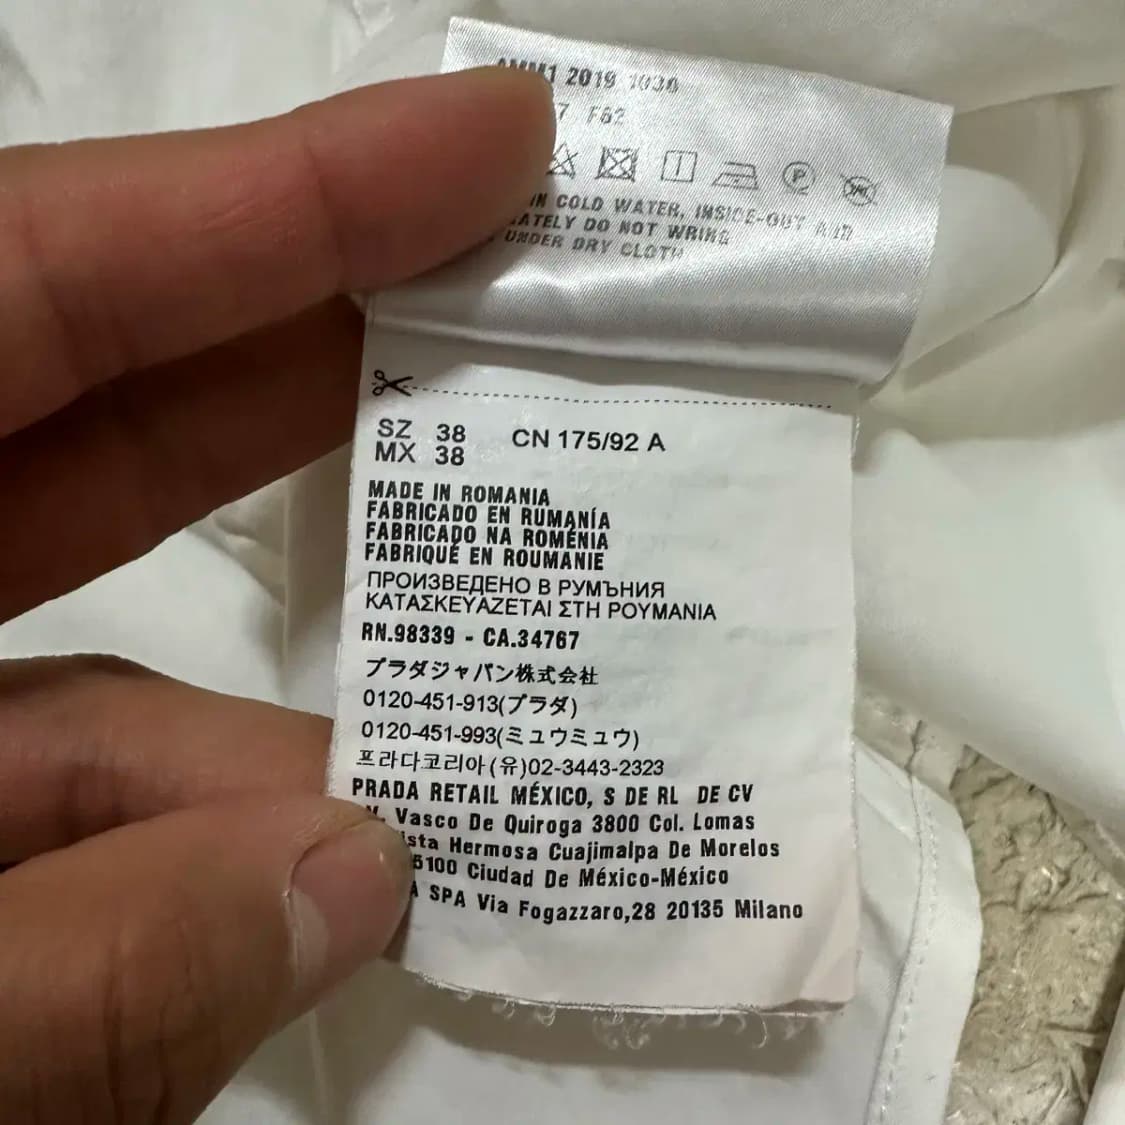 2019 1030
F62
IN COLD WATER, INSIDE-OUT AND
DO NOT WRING
UNDER DRY CLOTH
SZ 38 CN 175/92 A
MX 38
MADE IN ROMANIA
FABRICADO EN RUMANÍA
FABRICADO NA ROMÉNIA
FABRIQUÉ EN ROUMANIE
ПРОИЗВЕДЕНО В РУМЪНИЯ
ΚΑΤΑΣΚΕΥΑΖΕΤΑΙ ΣΤΗ ΡΟΥΜΑΝΙΑ
RN.98339 - CA.34767
プラダジャパン株式会社
0120-451-913(プラダ)
0120-451-993(ミュウミュウ)
프라다코리아(유)02-3443-2323
PRADA RETAIL MÉXICO, S DE RL DE CV
Vasco De Quiroga 3800 Col. Lomas
Hermosa Cuajimalpa De Morelos
Ciudad De México-México
SPA Via Fogazzaro,28 20135 Milano